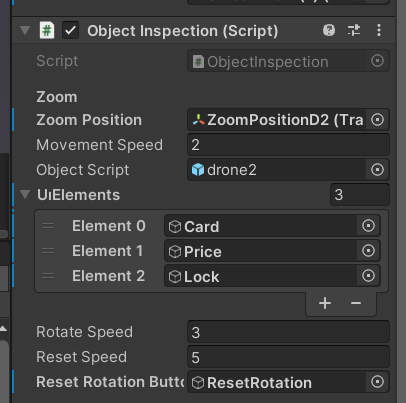 Object Inspection (Script)
Script
ObjectInspection
Zoom
Zoom Position
ZoomPositionD2 (Tra
Movement Speed
2
Object Script
drone2
UıElements
3
Element 0
Card
Element 1
Price
Element 2
Lock
Rotate Speed
3
Reset Speed
5
Reset Rotation Butto
ResetRotation